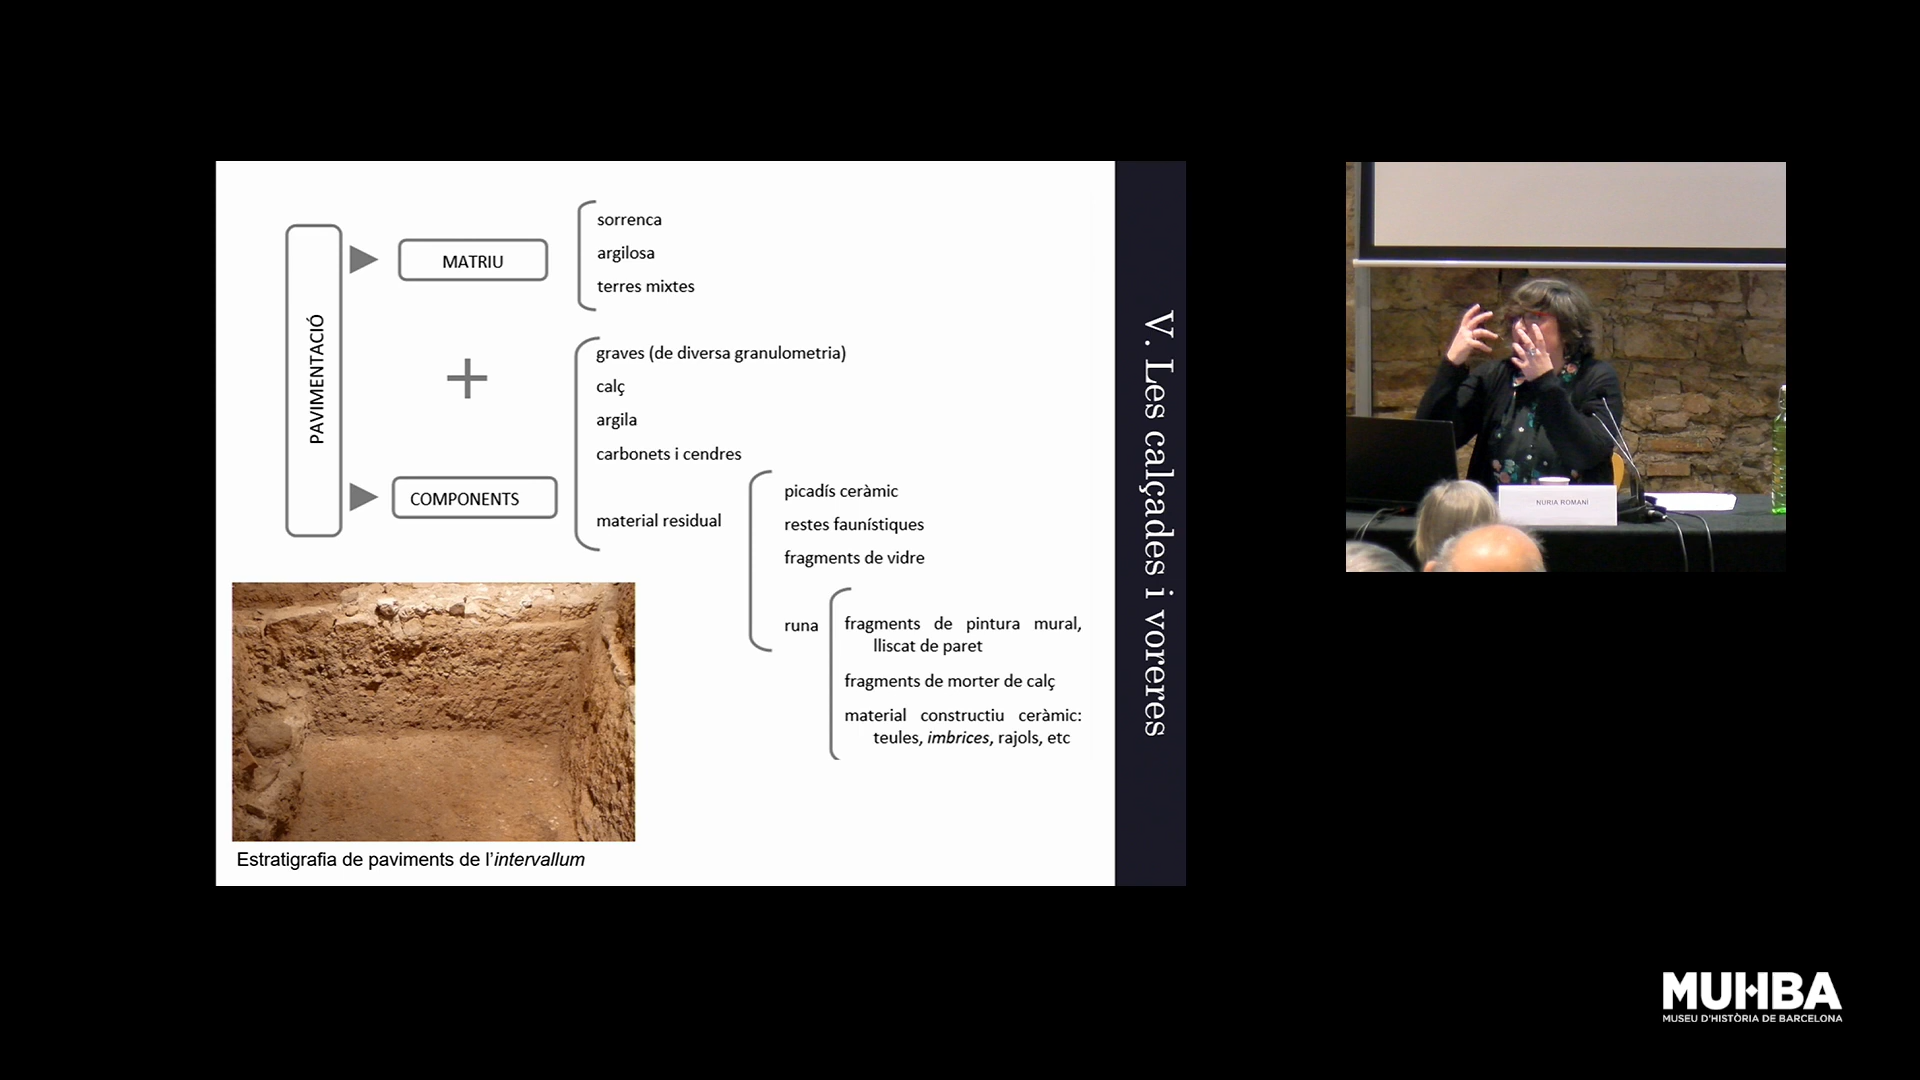 PAVIMENTACIÓ
MATRIU
sorrenca
argilosa
terres mixtes
+
COMPONENTS
graves (de diversa granulometria)
calç
argila
carbonets i cendres
material residual
picadís ceràmic
restes faunístiques
fragments de vidre
runa
fragments de pintura mural,
lliscat de paret
fragments de morter de calç
material constructiu ceràmic:
teules, imbrices, rajols, etc
Estratigrafia de paviments de l'intervallum
V. Les calçades i voreres
NÚRIA ROMANÍ
MUHBA
MUSEU D'HISTÒRIA DE BARCELONA